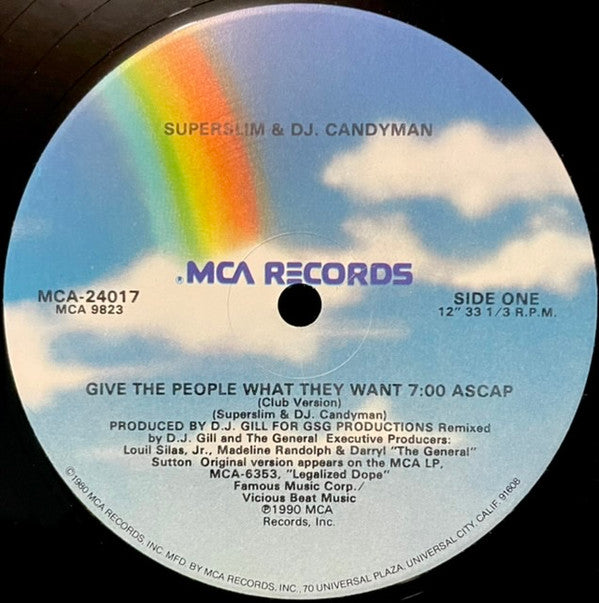 SUPERSLIM & DJ. CANDYMAN
MCA RECORDS
MCA-24017
MCA 9823
SIDE ONE
12" 33 1/3 R.P.M.
GIVE THE PEOPLE WHAT THEY WANT 7:00 ASCAP
(Club Version)
(Superslim & DJ. Candyman)
PRODUCED BY D.J. GILL FOR GSG PRODUCTIONS Remixed
by D.J. Gill and The General Executive Producers:
Louil Silas, Jr., Madeline Randolph & Darryl "The General"
Sutton Original version appears on the MCA LP,
MCA-6353, "Legalized Dope"
Famous Music Corp./
Vicious Beat Music
℗1990 MCA
Records, Inc.
©1980 MCA RECORDS, INC. MFD. BY MCA RECORDS, INC., 70 UNIVERSAL PLAZA, UNIVERSAL CITY, CALIF. 91608